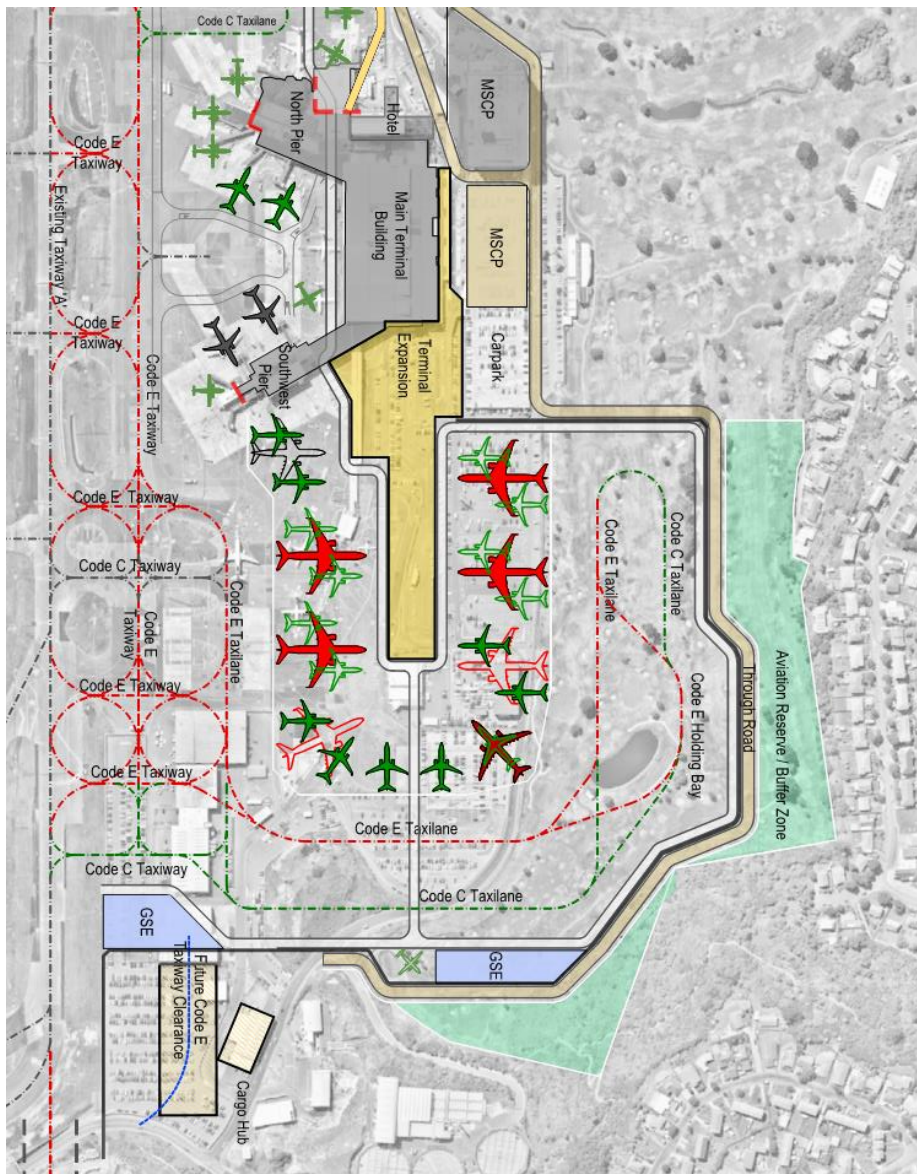 Code C Taxilane
MSCP
North Pier
Hotel
Code E
Taxiway
Existing Taxiway 'A'
Main Terminal
Building
MSCP
Code E
Taxiway
Code E Taxiway
Southwest
Pier
Terminal
Expansion
Carpark
Code E Taxiway
Code C Taxiway
Code E
Taxiway
Code E Taxilane
Code E Taxilane
Code C Taxilane
Code E Taxiway
Code E Holding Bay
Through Road
Aviation Reserve / Buffer Zone
Code E Taxiway
Code E Taxilane
Code C Taxiway
Code C Taxilane
GSE
GSE
Future Code E
Taxiway Clearance
Cargo Hub